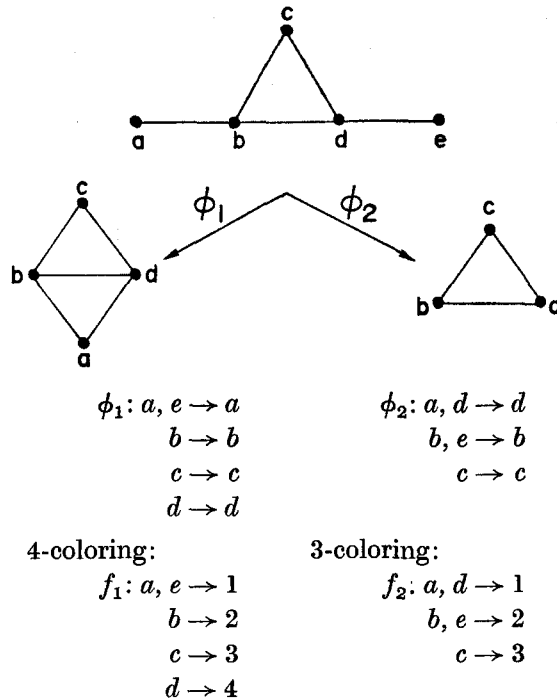 c
a b d e
ϕ₁ ϕ₂
c
b d
a
c
b d
ϕ₁: a, e → a ϕ₂: a, d → d
b → b b, e → b
c → c c → c
d → d
4-coloring: 3-coloring:
f₁: a, e → 1 f₂: a, d → 1
b → 2 b, e → 2
c → 3 c → 3
d → 4